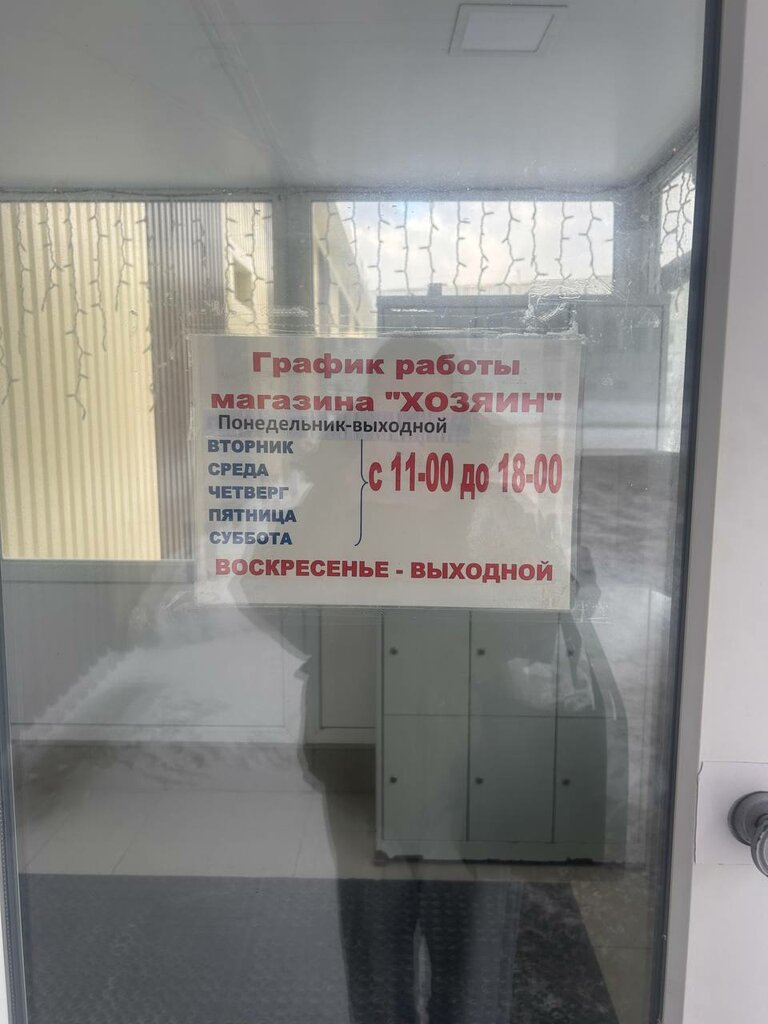 График работы
магазина "ХОЗЯИН"
Понедельник-выходной
ВТОРНИК
СРЕДА
ЧЕТВЕРГ
ПЯТНИЦА
СУББОТА
с 11-00 до 18-00
ВОСКРЕСЕНЬЕ - ВЫХОДНОЙ